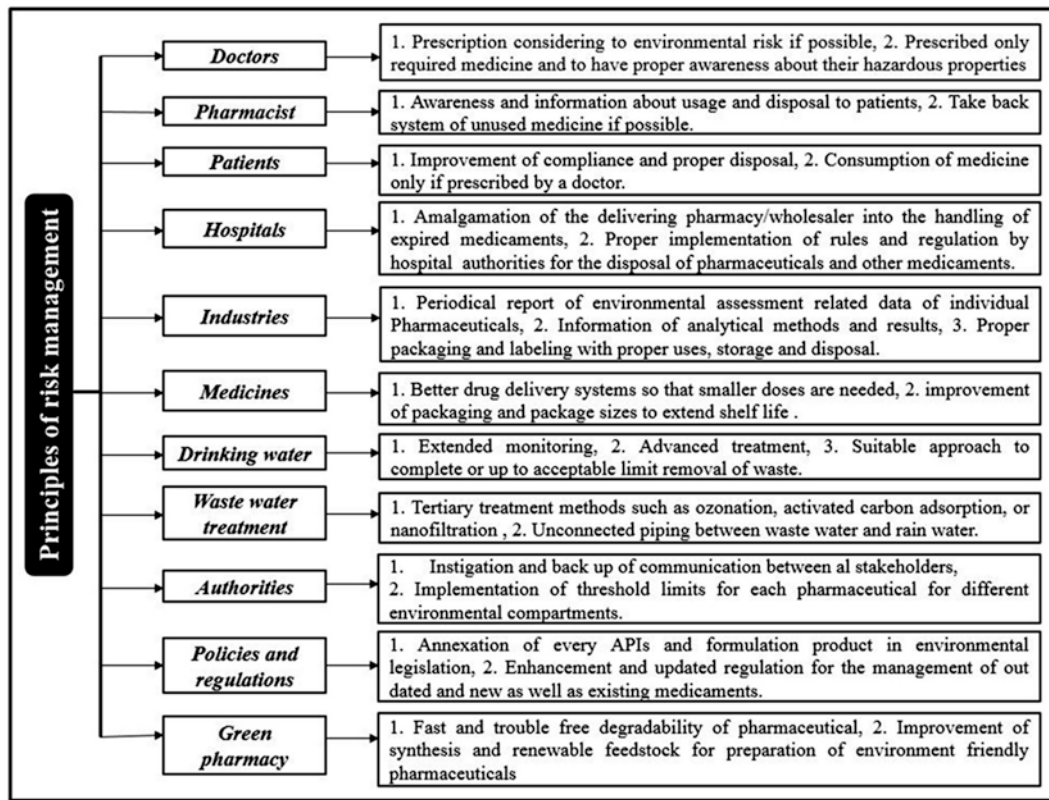 Principles of risk management
Doctors
1. Prescription considering to environmental risk if possible, 2. Prescribed only
required medicine and to have proper awareness about their hazardous properties
Pharmacist
1. Awareness and information about usage and disposal to patients, 2. Take back
system of unused medicine if possible.
Patients
1. Improvement of compliance and proper disposal, 2. Consumption of medicine
only if prescribed by a doctor.
Hospitals
1. Amalgamation of the delivering pharmacy/wholesaler into the handling of
expired medicaments, 2. Proper implementation of rules and regulation by
hospital authorities for the disposal of pharmaceuticals and other medicaments.
Industries
1. Periodical report of environmental assessment related data of individual
Pharmaceuticals, 2. Information of analytical methods and results, 3. Proper
packaging and labeling with proper uses, storage and disposal.
Medicines
1. Better drug delivery systems so that smaller doses are needed, 2. improvement
of packaging and package sizes to extend shelf life .
Drinking water
1. Extended monitoring, 2. Advanced treatment, 3. Suitable approach to
complete or up to acceptable limit removal of waste.
Waste water
treatment
1. Tertiary treatment methods such as ozonation, activated carbon adsorption, or
nanofiltration , 2. Unconnected piping between waste water and rain water.
Authorities
1. Instigation and back up of communication between al stakeholders,
2. Implementation of threshold limits for each pharmaceutical for different
environmental compartments.
Policies and
regulations
1. Annexation of every APIs and formulation product in environmental
legislation, 2. Enhancement and updated regulation for the management of out
dated and new as well as existing medicaments.
Green
pharmacy
1. Fast and trouble free degradability of pharmaceutical, 2. Improvement of
synthesis and renewable feedstock for preparation of environment friendly
pharmaceuticals